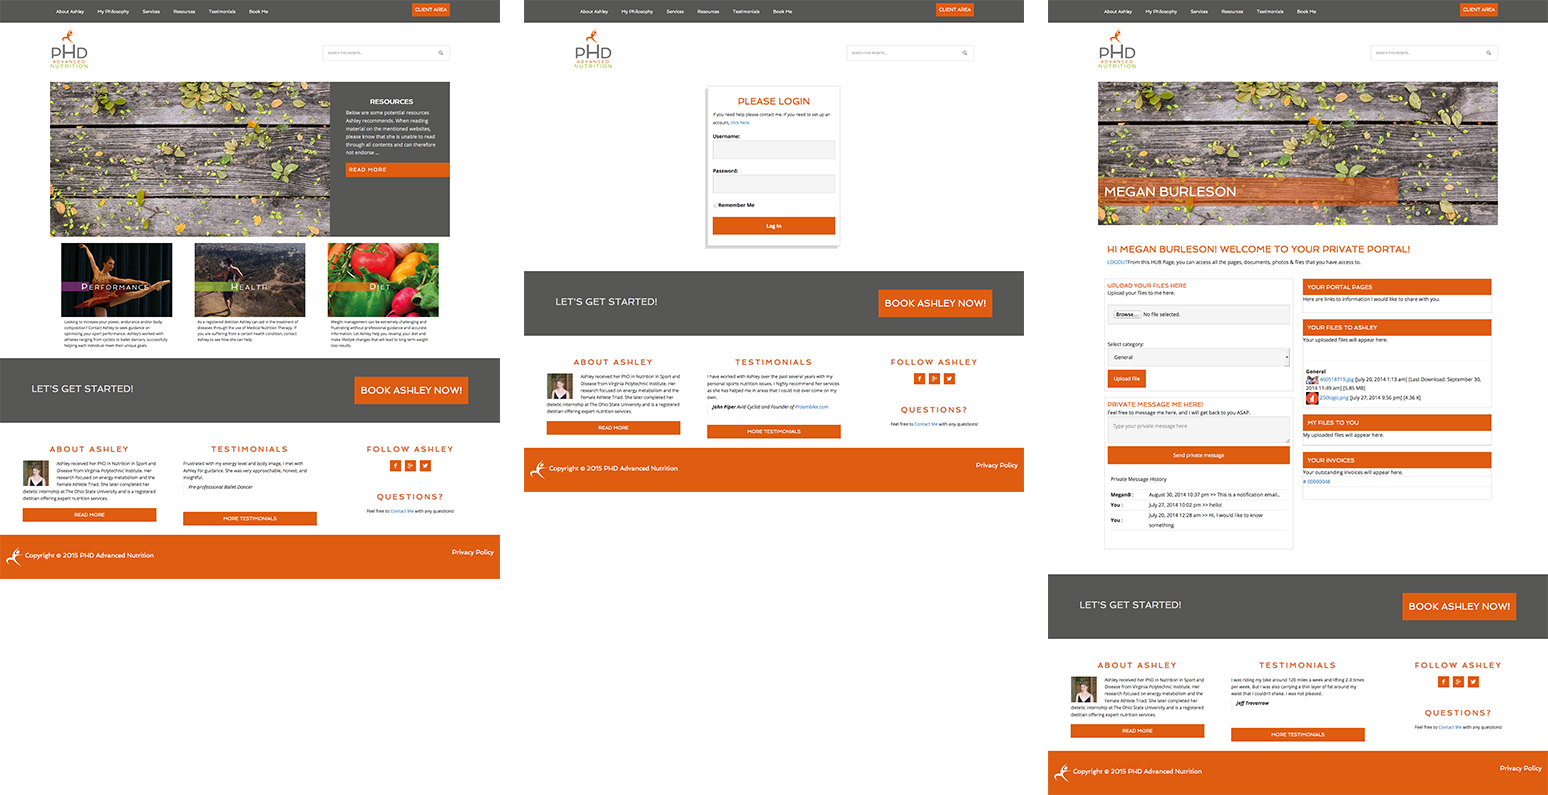 About Ashley My Philosophy Services Resources Testimonials Book Me CLIENT AREA
PHD
ADVANCED
NUTRITION
SEARCH THIS WEBSITE...
RESOURCES
Below are some potential resources
Ashley recommends. When reading
material on the mentioned websites,
please know that she is unable to read
through all contents and can therefore
not endorse ...
READ MORE
PERFORMANCE
HEALTH
DIET
Looking to increase your power, endurance and/or body
composition? Contact Ashley to seek guidance on
optimizing your sport performance. Ashley's worked with
athletes ranging from cyclists to ballet dancers, successfully
helping each individual meet their unique goals.
As a registered dietitian Ashley can aid in the treatment of
diseases through the use of Medical Nutrition Therapy. If
you are suffering from a certain health condition, contact
Ashley to see how she can help.
Weight management can be extremely challenging and
frustrating without professional guidance and accurate
information. Let Ashley help you revamp your diet and
make lifestyle changes that will lead to long term weight
loss results.
LET'S GET STARTED!
BOOK ASHLEY NOW!
ABOUT ASHLEY
Ashley received her PhD in Nutrition in Sport and
Disease from Virginia Polytechnic Institute. Her
research focused on energy metabolism and the
Female Athlete Triad. She later completed her
dietetic internship at The Ohio State University and is a registered
dietitian offering expert nutrition services.
READ MORE
TESTIMONIALS
Frustrated with my energy level and body image, I met with
Ashley for guidance. She was very approachable, honest, and
insightful.
Pre-professional Ballet Dancer
MORE TESTIMONIALS
FOLLOW ASHLEY
QUESTIONS?
Feel free to Contact Me with any questions!
Copyright © 2015 PHD Advanced Nutrition
Privacy Policy
About Ashley My Philosophy Services Resources Testimonials Book Me CLIENT AREA
PHD
ADVANCED
NUTRITION
SEARCH THIS WEBSITE...
PLEASE LOGIN
If you need help please contact me. If you need to set up an
account, click here.
Username:
Password:
Remember Me
Log In
LET'S GET STARTED!
BOOK ASHLEY NOW!
ABOUT ASHLEY
Ashley received her PhD in Nutrition in Sport and
Disease from Virginia Polytechnic Institute. Her
research focused on energy metabolism and the
Female Athlete Triad. She later completed her
dietetic internship at The Ohio State University and is a registered
dietitian offering expert nutrition services.
READ MORE
TESTIMONIALS
I have worked with Ashley over the past several years with my
personal sports nutrition issues. I highly recommend her services
as she has helped me in areas that I could not over come on my
own.
John Piper Avid Cyclist and Founder of Froombike.com
MORE TESTIMONIALS
FOLLOW ASHLEY
QUESTIONS?
Feel free to Contact Me with any questions!
Copyright © 2015 PHD Advanced Nutrition
Privacy Policy
About Ashley My Philosophy Services Resources Testimonials Book Me CLIENT AREA
PHD
ADVANCED
NUTRITION
SEARCH THIS WEBSITE...
MEGAN BURLESON
HI MEGAN BURLESON! WELCOME TO YOUR PRIVATE PORTAL!
LOGOUTFrom this HUB Page, you can access all the pages, documents, photos & files that you have access to.
UPLOAD YOUR FILES HERE
Upload your files to me here.
Browse... No file selected.
Select category:
General
Upload File
PRIVATE MESSAGE ME HERE!
Feel free to message me here, and I will get back to you ASAP.
Type your private message here
Send private message
Private Message History
MeganB : August 30, 2014 10:37 pm >> This is a notification email..
You : July 27, 2014 10:02 pm >> hello!
You : July 20, 2014 12:28 am >> Hi, I would like to know
something.
YOUR PORTAL PAGES
Here are links to information I would like to share with you.
YOUR FILES TO ASHLEY
Your uploaded files will appear here.
General
460518719.jpg [July 20, 2014 1:13 am] [Last Download: September 30,
2014 11:49 am] [5.85 MB]
250logo.png [July 27, 2014 9:56 pm] [4.36 K]
MY FILES TO YOU
My uploaded files will appear here.
YOUR INVOICES
Your outstanding invoices will appear here.
# 00000048
LET'S GET STARTED!
BOOK ASHLEY NOW!
ABOUT ASHLEY
Ashley received her PhD in Nutrition in Sport and
Disease from Virginia Polytechnic Institute. Her
research focused on energy metabolism and the
Female Athlete Triad. She later completed her
dietetic internship at The Ohio State University and is a registered
dietitian offering expert nutrition services.
READ MORE
TESTIMONIALS
I was riding my bike around 120 miles a week and lifting 2-3 times
per week. But I was also carrying a thin layer of fat around my
waist that I couldn't shake. I was not pleased.
Jeff Trevorrow
MORE TESTIMONIALS
FOLLOW ASHLEY
QUESTIONS?
Feel free to Contact Me with any questions!
Copyright © 2015 PHD Advanced Nutrition
Privacy Policy